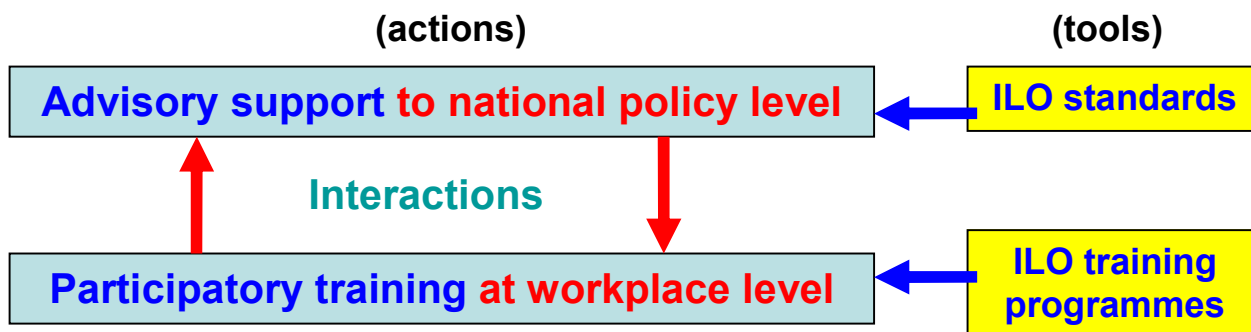 (actions)
(tools)
Advisory support to national policy level
ILO standards
Interactions
Participatory training at workplace level
ILO training
programmes